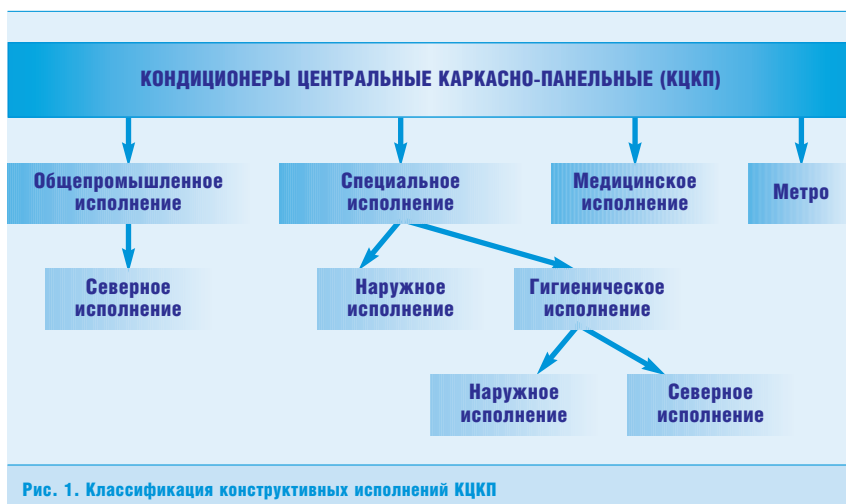 КОНДИЦИОНЕРЫ ЦЕНТРАЛЬНЫЕ КАРКАСНО-ПАНЕЛЬНЫЕ (КЦКП)
Общепромышленное
исполнение
Специальное
исполнение
Медицинское
исполнение
Метро
Северное
исполнение
Наружное
исполнение
Гигиеническое
исполнение
Наружное
исполнение
Северное
исполнение
Рис. 1. Классификация конструктивных исполнений КЦКП